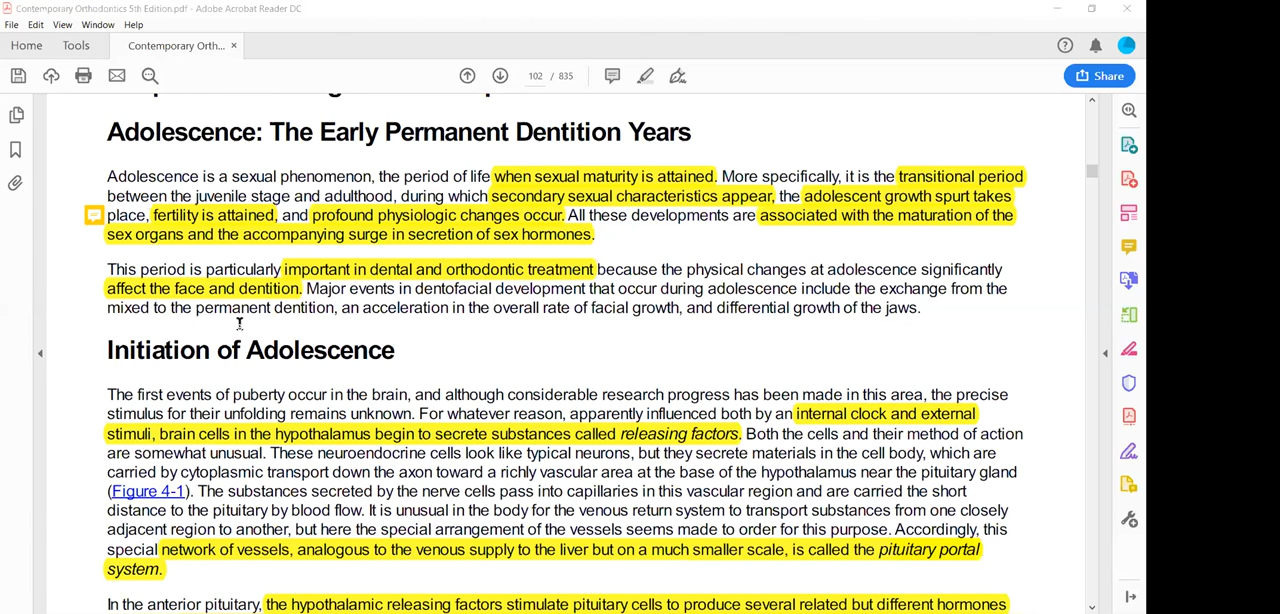 Contemporary Orthodontics 5th Edition.pdf - Adobe Acrobat Reader DC
File Edit View Window Help
Home Tools Contemporary Orth... ×
102 / 835 Share
Adolescence: The Early Permanent Dentition Years
Adolescence is a sexual phenomenon, the period of life when sexual maturity is attained. More specifically, it is the transitional period
between the juvenile stage and adulthood, during which secondary sexual characteristics appear, the adolescent growth spurt takes
place, fertility is attained, and profound physiologic changes occur. All these developments are associated with the maturation of the
sex organs and the accompanying surge in secretion of sex hormones.
This period is particularly important in dental and orthodontic treatment because the physical changes at adolescence significantly
affect the face and dentition. Major events in dentofacial development that occur during adolescence include the exchange from the
mixed to the permanent dentition, an acceleration in the overall rate of facial growth, and differential growth of the jaws.
Initiation of Adolescence
The first events of puberty occur in the brain, and although considerable research progress has been made in this area, the precise
stimulus for their unfolding remains unknown. For whatever reason, apparently influenced both by an internal clock and external
stimuli, brain cells in the hypothalamus begin to secrete substances called releasing factors. Both the cells and their method of action
are somewhat unusual. These neuroendocrine cells look like typical neurons, but they secrete materials in the cell body, which are
carried by cytoplasmic transport down the axon toward a richly vascular area at the base of the hypothalamus near the pituitary gland
(Figure 4-1). The substances secreted by the nerve cells pass into capillaries in this vascular region and are carried the short
distance to the pituitary by blood flow. It is unusual in the body for the venous return system to transport substances from one closely
adjacent region to another, but here the special arrangement of the vessels seems made to order for this purpose. Accordingly, this
special network of vessels, analogous to the venous supply to the liver but on a much smaller scale, is called the pituitary portal
system.
In the anterior pituitary, the hypothalamic releasing factors stimulate pituitary cells to produce several related but different hormones